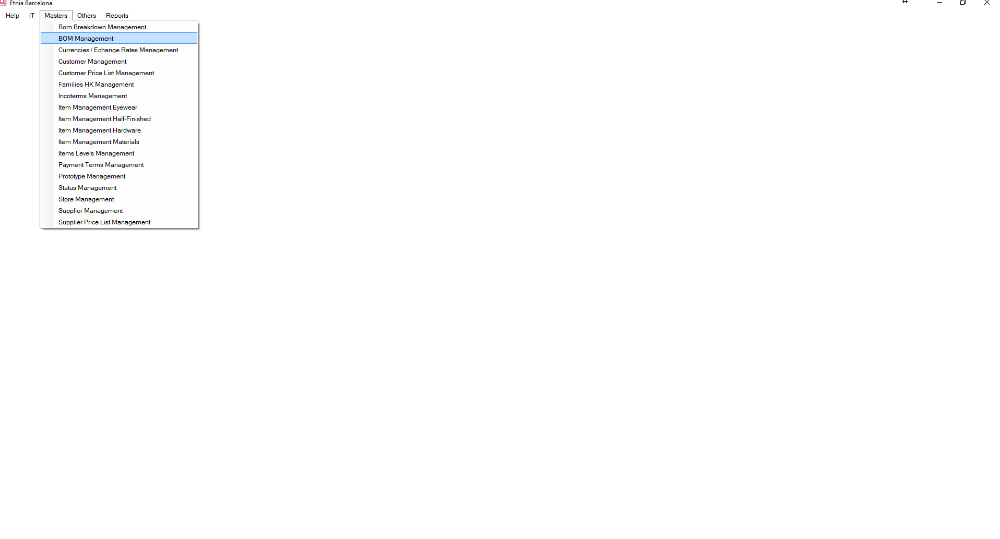 Etnia Barcelona
Help IT Masters Others Reports
Bom Breakdown Management
BOM Management
Currencies / Echange Rates Management
Customer Management
Customer Price List Management
Families HK Management
Incoterms Management
Item Management Eyewear
Item Management Half-Finished
Item Management Hardware
Item Management Materials
Items Levels Management
Payment Terms Management
Prototype Management
Status Management
Store Management
Supplier Management
Supplier Price List Management